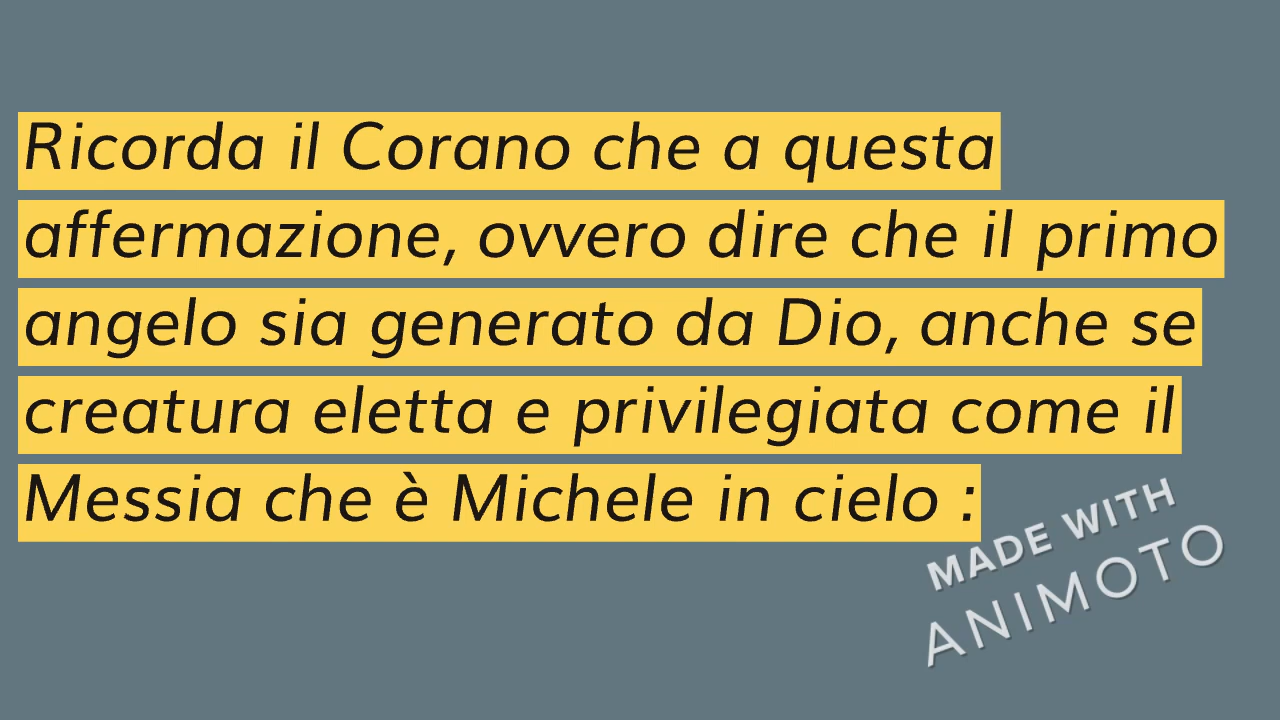 Ricorda il Corano che a questa
affermazione, ovvero dire che il primo
angelo sia generato da Dio, anche se
creatura eletta e privilegiata come il
Messia che è Michele in cielo :
MADE WITH
ANIMOTO